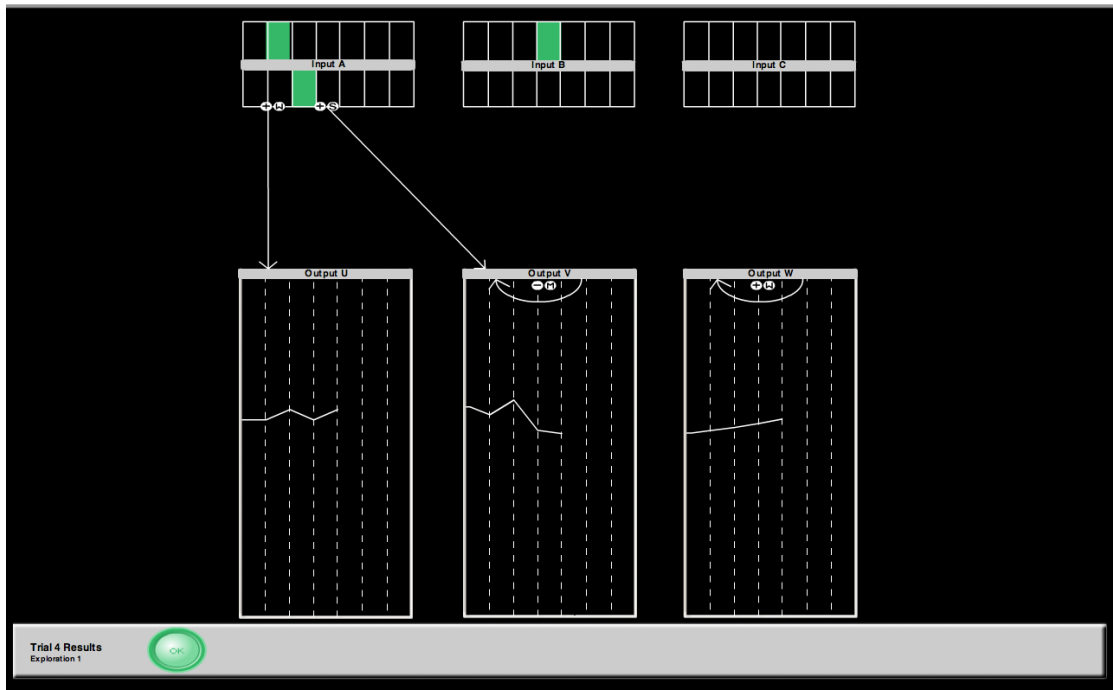 Input A
Input B
Input C
+ W
+ S
Output U
Output V
Output W
− M
+ W
Trial 4 Results
Exploration 1
OK